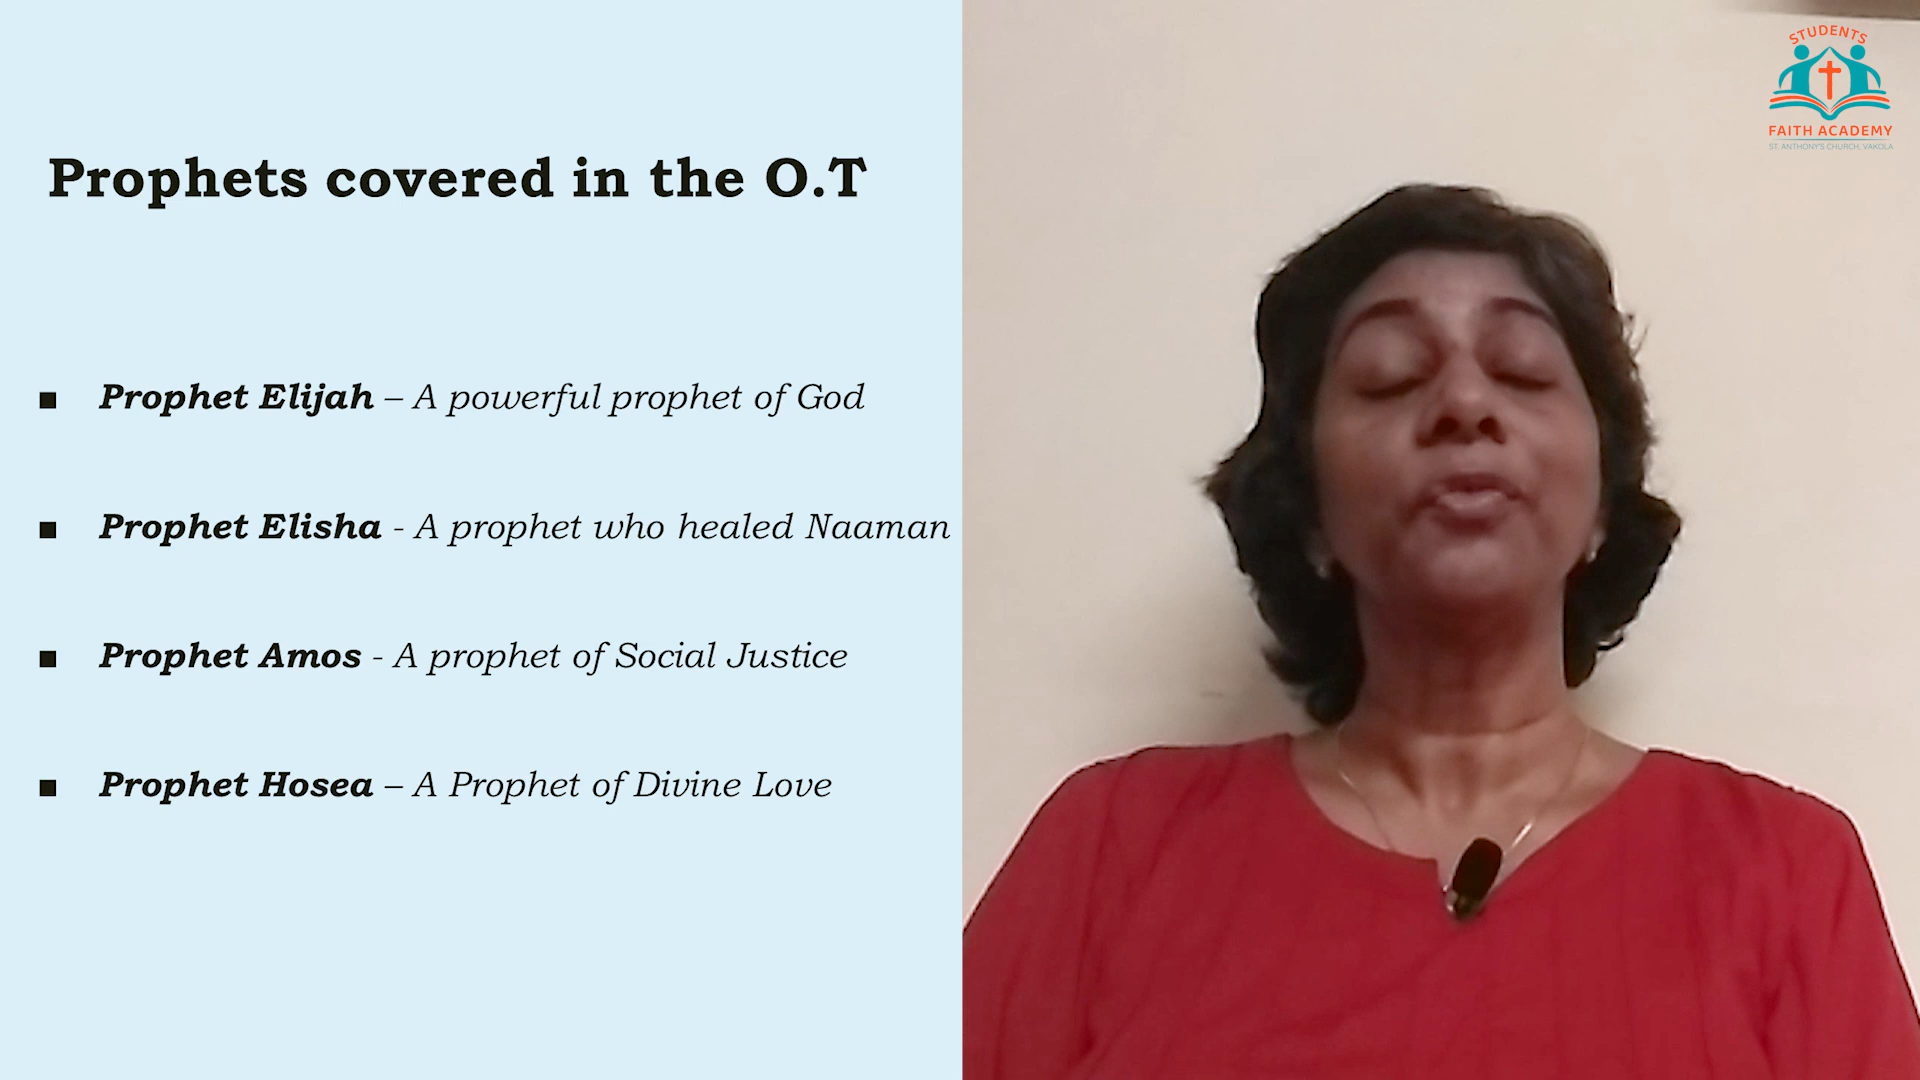 Prophets covered in the O.T
▪ Prophet Elijah – A powerful prophet of God
▪ Prophet Elisha - A prophet who healed Naaman
▪ Prophet Amos - A prophet of Social Justice
▪ Prophet Hosea – A Prophet of Divine Love
STUDENTS
FAITH ACADEMY
ST. ANTHONY'S CHURCH, VAKOLA